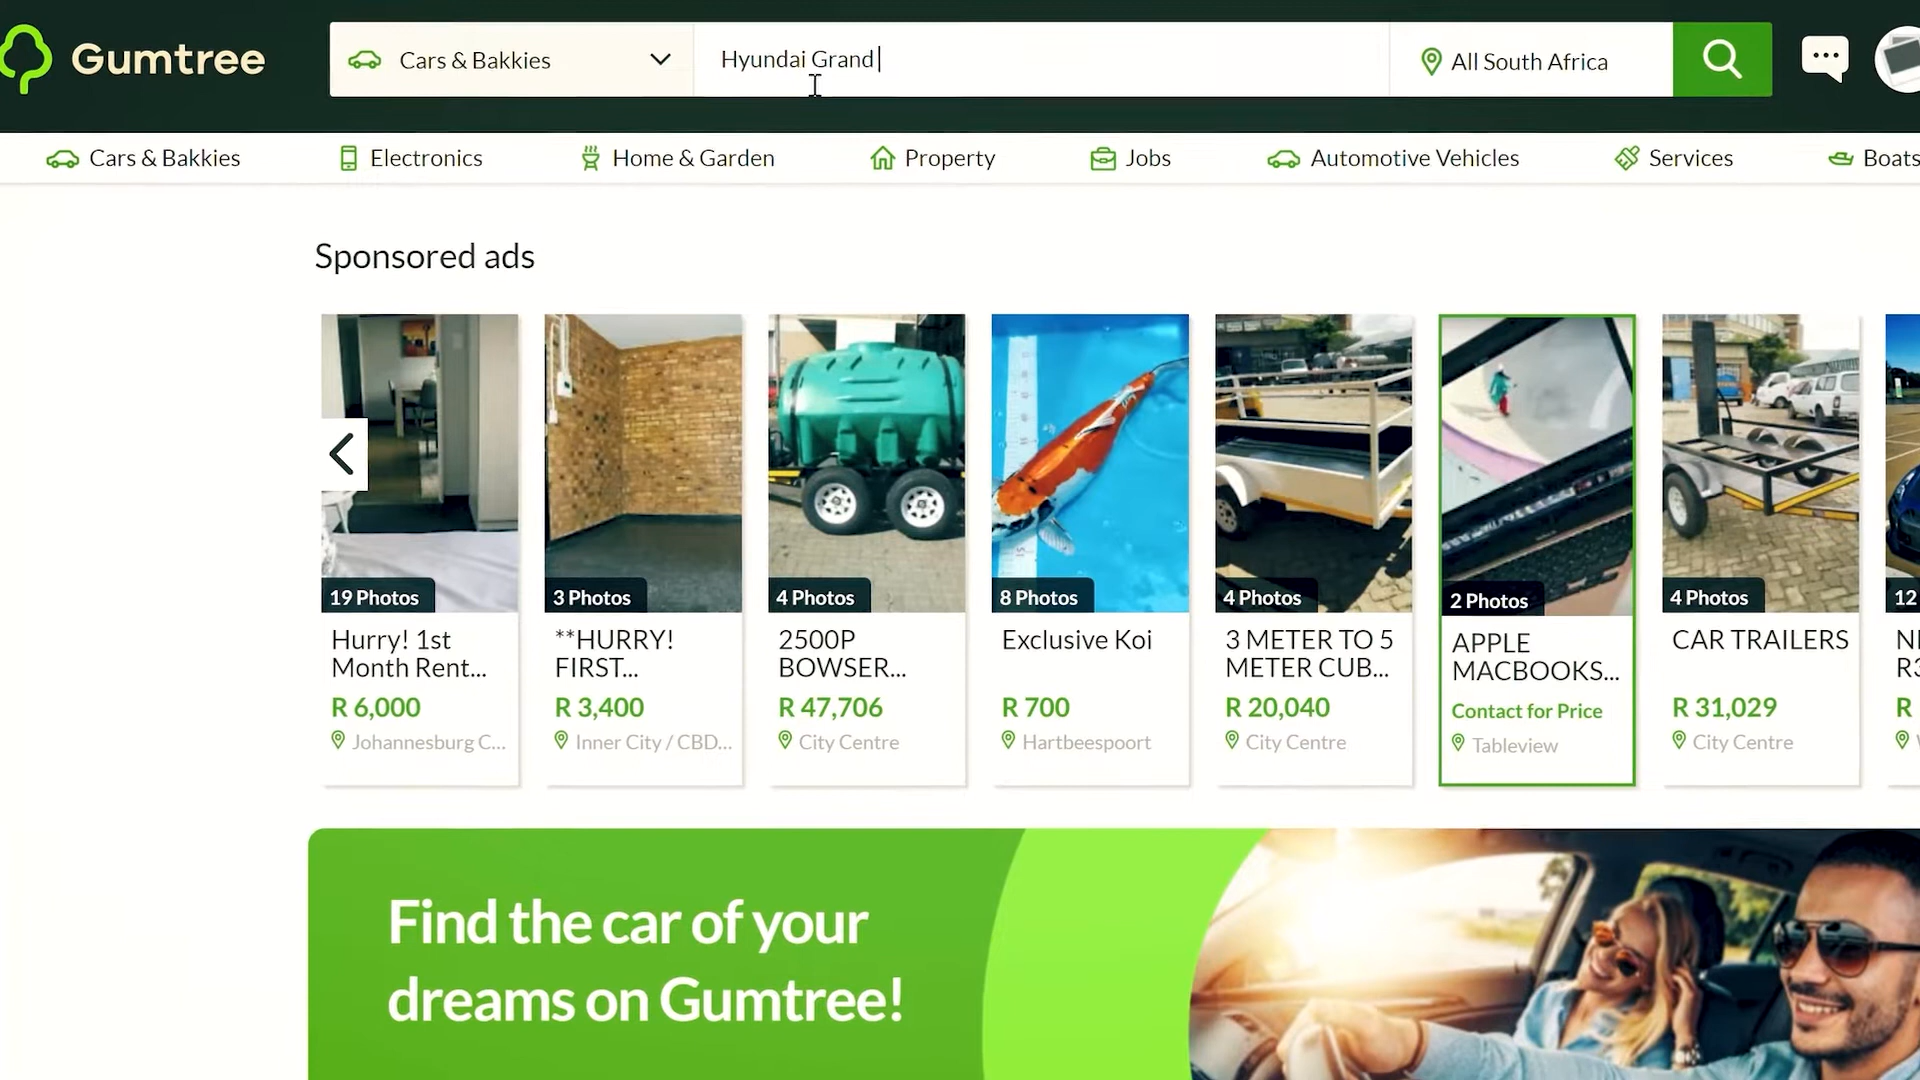 Gumtree
Cars & Bakkies
Hyundai Grand
All South Africa
Cars & Bakkies
Electronics
Home & Garden
Property
Jobs
Automotive Vehicles
Services
Boats
Sponsored ads
19 Photos
3 Photos
4 Photos
8 Photos
4 Photos
2 Photos
4 Photos
12
Hurry! 1st
Month Rent...
R 6,000
Johannesburg C...
**HURRY!
FIRST...
R 3,400
Inner City / CBD...
2500P
BOWSER...
R 47,706
City Centre
Exclusive Koi
R 700
Hartbeespoort
3 METER TO 5
METER CUB...
R 20,040
City Centre
APPLE
MACBOOKS...
Contact for Price
Tableview
CAR TRAILERS
R 31,029
City Centre
R
Find the car of your
dreams on Gumtree!